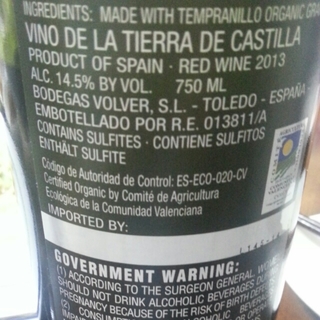 INGREDIENTS: MADE WITH TEMPRANILLO ORGANIC
VINO DE LA TIERRA DE CASTILLA
PRODUCT OF SPAIN · RED WINE 2013
ALC. 14.5% BY VOL. 750 ML
BODEGAS VOLVER, S.L. - TOLEDO - ESPAÑA -
EMBOTELLADO POR R.E. 013811/A
CONTAINS SULFITES · CONTIENE SULFITOS
ENTHÄLT SULFITE
Código de Autoridad de Control: ES-ECO-020-CV
Certified Organic by Comité de Agricultura
Ecológica de la Comunidad Valenciana
IMPORTED BY:
GOVERNMENT WARNING:
(1) ACCORDING TO THE SURGEON GENERAL,
SHOULD NOT DRINK ALCOHOLIC BEVERAGES
PREGNANCY BECAUSE OF THE RISK OF BIRTH
ALCOHOLIC